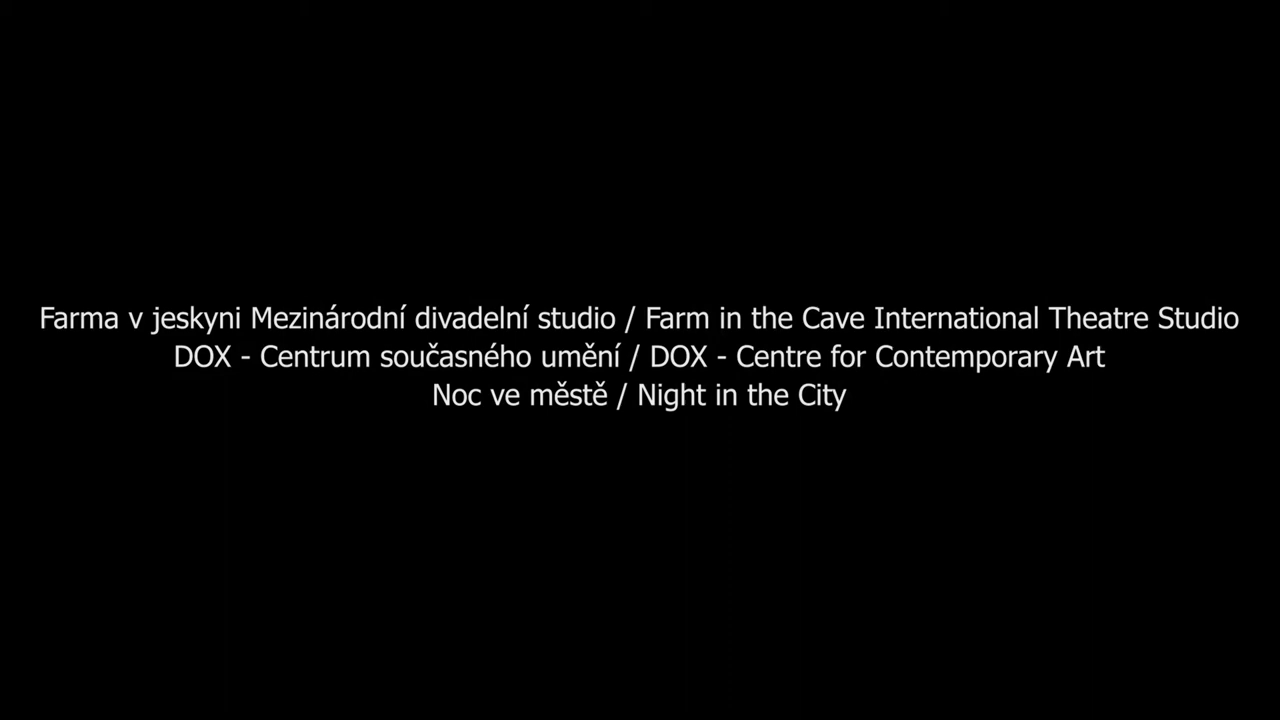 Farma v jeskyni Mezinárodní divadelní studio / Farm in the Cave International Theatre Studio
DOX - Centrum současného umění / DOX - Centre for Contemporary Art
Noc ve městě / Night in the City